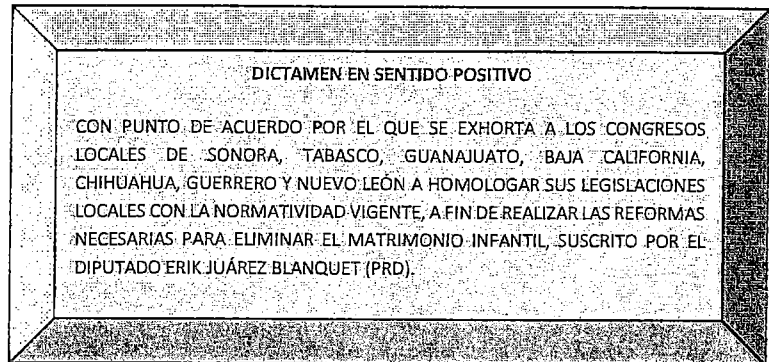 DICTAMEN EN SENTIDO POSITIVO
CON PUNTO DE ACUERDO POR EL QUE SE EXHORTA A LOS CONGRESOS
LOCALES DE SONORA, TABASCO, GUANAJUATO, BAJA CALIFORNIA,
CHIHUAHUA, GUERRERO Y NUEVO LEÓN A HOMOLOGAR SUS LEGISLACIONES
LOCALES CON LA NORMATIVIDAD VIGENTE, A FIN DE REALIZAR LAS REFORMAS
NECESARIAS PARA ELIMINAR EL MATRIMONIO INFANTIL, SUSCRITO POR EL
DIPUTADO ERIK JUÁREZ BLANQUET (PRD).